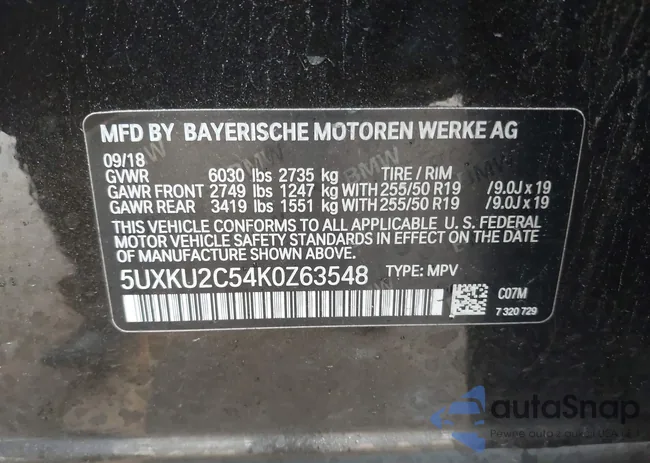 MFD BY BAYERISCHE MOTOREN WERKE AG
09/18
GVWR 6030 lbs 2735 kg TIRE / RIM
GAWR FRONT 2749 lbs 1247 kg WITH 255/50 R19 /9.0J x 19
GAWR REAR 3419 lbs 1551 kg WITH 255/50 R19 /9.0J x 19
THIS VEHICLE CONFORMS TO ALL APPLICABLE U. S. FEDERAL
MOTOR VEHICLE SAFETY STANDARDS IN EFFECT ON THE DATE
OF MANUFACTURE SHOWN ABOVE.
5UXKU2C54K0Z63548 TYPE: MPV
C07M
7 320 729
autoSnap